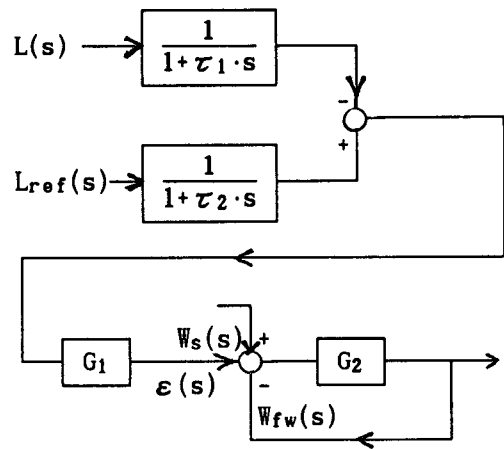 L(s)
1
1+τ₁·s
-
+
Lref(s)
1
1+τ₂·s
Ws(s)
+
G₁
G₂
ε(s)
-
Wfw(s)